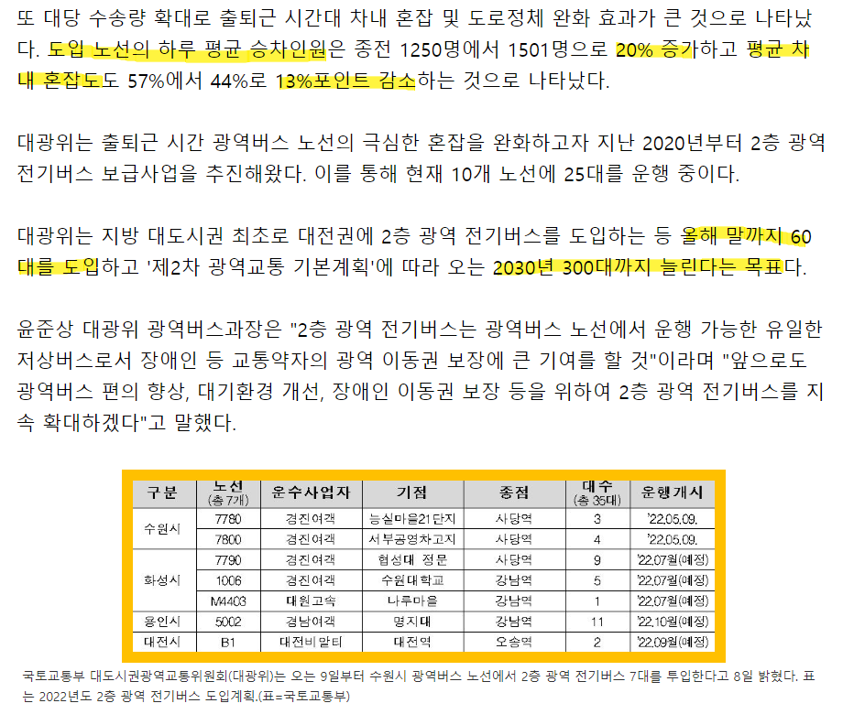 또 대당 수송량 확대로 출퇴근 시간대 차내 혼잡 및 도로정체 완화 효과가 큰 것으로 나타났
다. 도입 노선의 하루 평균 승차인원은 종전 1250명에서 1501명으로 20% 증가하고 평균 차
내 혼잡도도 57%에서 44%로 13%포인트 감소하는 것으로 나타났다.
대광위는 출퇴근 시간 광역버스 노선의 극심한 혼잡을 완화하고자 지난 2020년부터 2층 광역
전기버스 보급사업을 추진해왔다. 이를 통해 현재 10개 노선에 25대를 운행 중이다.
대광위는 지방 대도시권 최초로 대전권에 2층 광역 전기버스를 도입하는 등 올해 말까지 60
대를 도입하고 '제2차 광역교통 기본계획'에 따라 오는 2030년 300대까지 늘린다는 목표다.
윤준상 대광위 광역버스과장은 "2층 광역 전기버스는 광역버스 노선에서 운행 가능한 유일한
저상버스로서 장애인 등 교통약자의 광역 이동권 보장에 큰 기여를 할 것"이라며 "앞으로도
광역버스 편의 향상, 대기환경 개선, 장애인 이동권 보장 등을 위하여 2층 광역 전기버스를 지
속 확대하겠다"고 말했다.
구분 노선 (총 7개) 운수사업자 기점 종점 대수 (총 35대) 운행개시
수원시 7780 경진여객 능실마을21단지 사당역 3 '22.05.09.
7800 경진여객 서부공영차고지 사당역 4 '22.05.09.
화성시 7790 경진여객 협성대 정문 사당역 9 '22.07월(예정)
1006 경진여객 수원대학교 강남역 5 '22.07월(예정)
M4403 대원고속 나루마을 강남역 1 '22.07월(예정)
용인시 5002 경남여객 명지대 강남역 11 '22.10월(예정)
대전시 B1 대전비알티 대전역 오송역 2 '22.09월(예정)
국토교통부 대도시권광역교통위원회(대광위)는 오는 9일부터 수원시 광역버스 노선에서 2층 광역 전기버스 7대를 투입한다고 8일 밝혔다. 표
는 2022년도 2층 광역 전기버스 도입계획.(표=국토교통부)